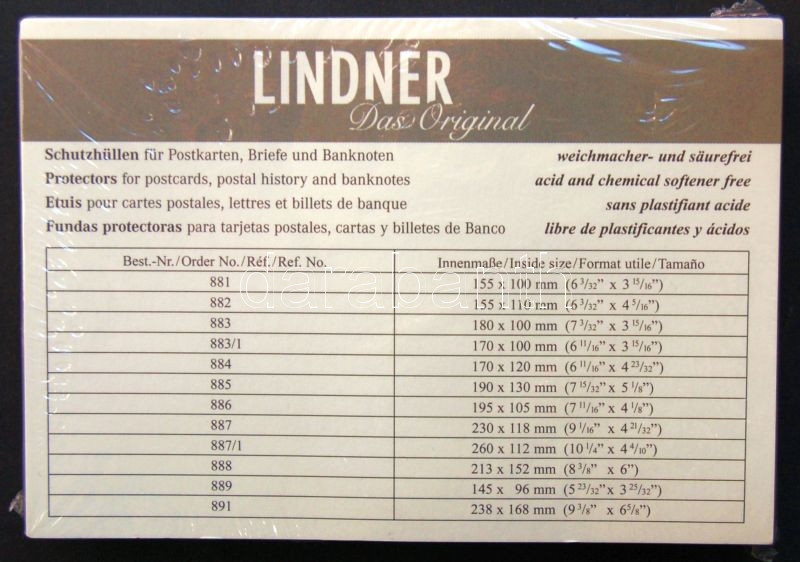 LINDNER
Das Original
Schutzhüllen für Postkarten, Briefe und Banknoten weichmacher- und säurefrei
Protectors for postcards, postal history and banknotes acid and chemical softener free
Etuis pour cartes postales, lettres et billets de banque sans plastifiant acide
Fundas protectoras para tarjetas postales, cartas y billetes de Banco libre de plastificantes y ácidos
Best.-Nr./Order No./Réf./Ref. No. Innenmaße/Inside size/Format utile/Tamaño
881 155 x 100 mm (6 3/32” x 3 15/16”)
882 155 x 110 mm (6 3/32” x 4 5/16”)
883 180 x 100 mm (7 3/32” x 3 15/16”)
883/1 170 x 100 mm (6 11/16” x 3 15/16”)
884 170 x 120 mm (6 11/16” x 4 23/32”)
885 190 x 130 mm (7 15/32” x 5 1/8”)
886 195 x 105 mm (7 11/16” x 4 1/8”)
887 230 x 118 mm (9 1/16” x 4 21/32”)
887/1 260 x 112 mm (10 1/4” x 4 4/10”)
888 213 x 152 mm (8 3/8” x 6”)
889 145 x 96 mm (5 23/32” x 3 25/32”)
891 238 x 168 mm (9 3/8” x 6 5/8”)
darabanth